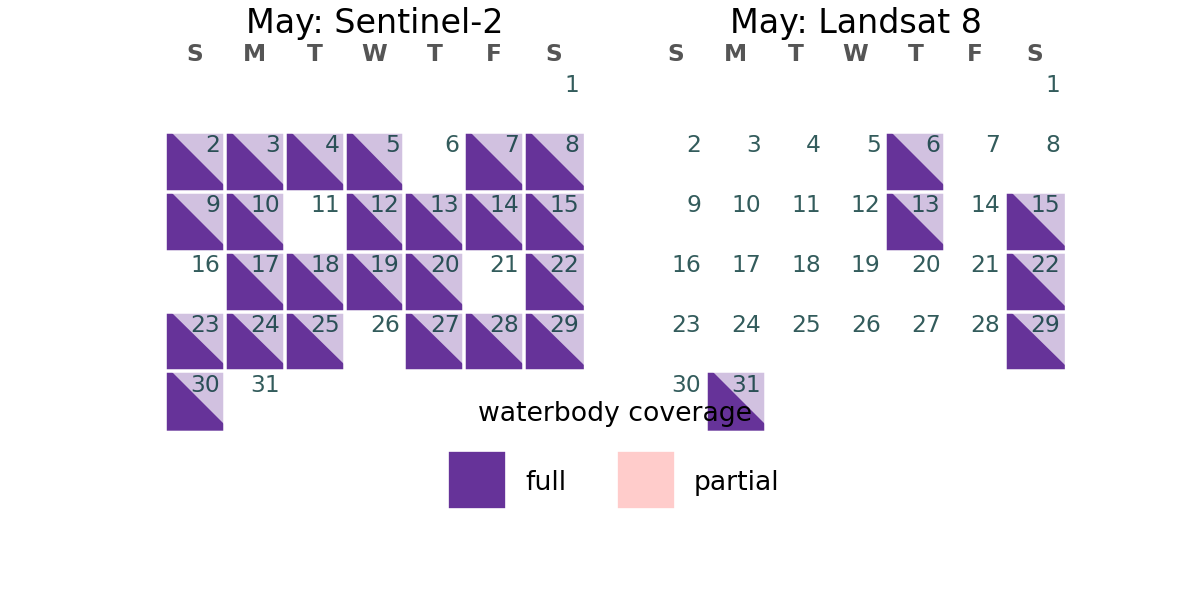 May: Sentinel-2
S M T W T F S
1
2 3 4 5 6 7 8
9 10 11 12 13 14 15
16 17 18 19 20 21 22
23 24 25 26 27 28 29
30 31
May: Landsat 8
S M T W T F S
1
2 3 4 5 6 7 8
9 10 11 12 13 14 15
16 17 18 19 20 21 22
23 24 25 26 27 28 29
30 31
waterbody coverage
full
partial